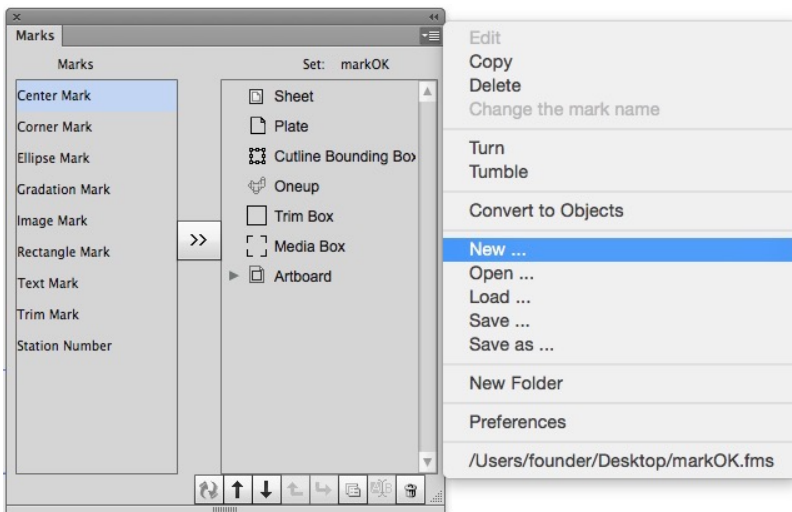 Marks
Marks
Set: markOK
Center Mark
Corner Mark
Ellipse Mark
Gradation Mark
Image Mark
Rectangle Mark
Text Mark
Trim Mark
Station Number
>>
Sheet
Plate
Cutline Bounding Box
Oneup
Trim Box
Media Box
Artboard
Edit
Copy
Delete
Change the mark name
Turn
Tumble
Convert to Objects
New ...
Open ...
Load ...
Save ...
Save as ...
New Folder
Preferences
/Users/founder/Desktop/markOK.fms